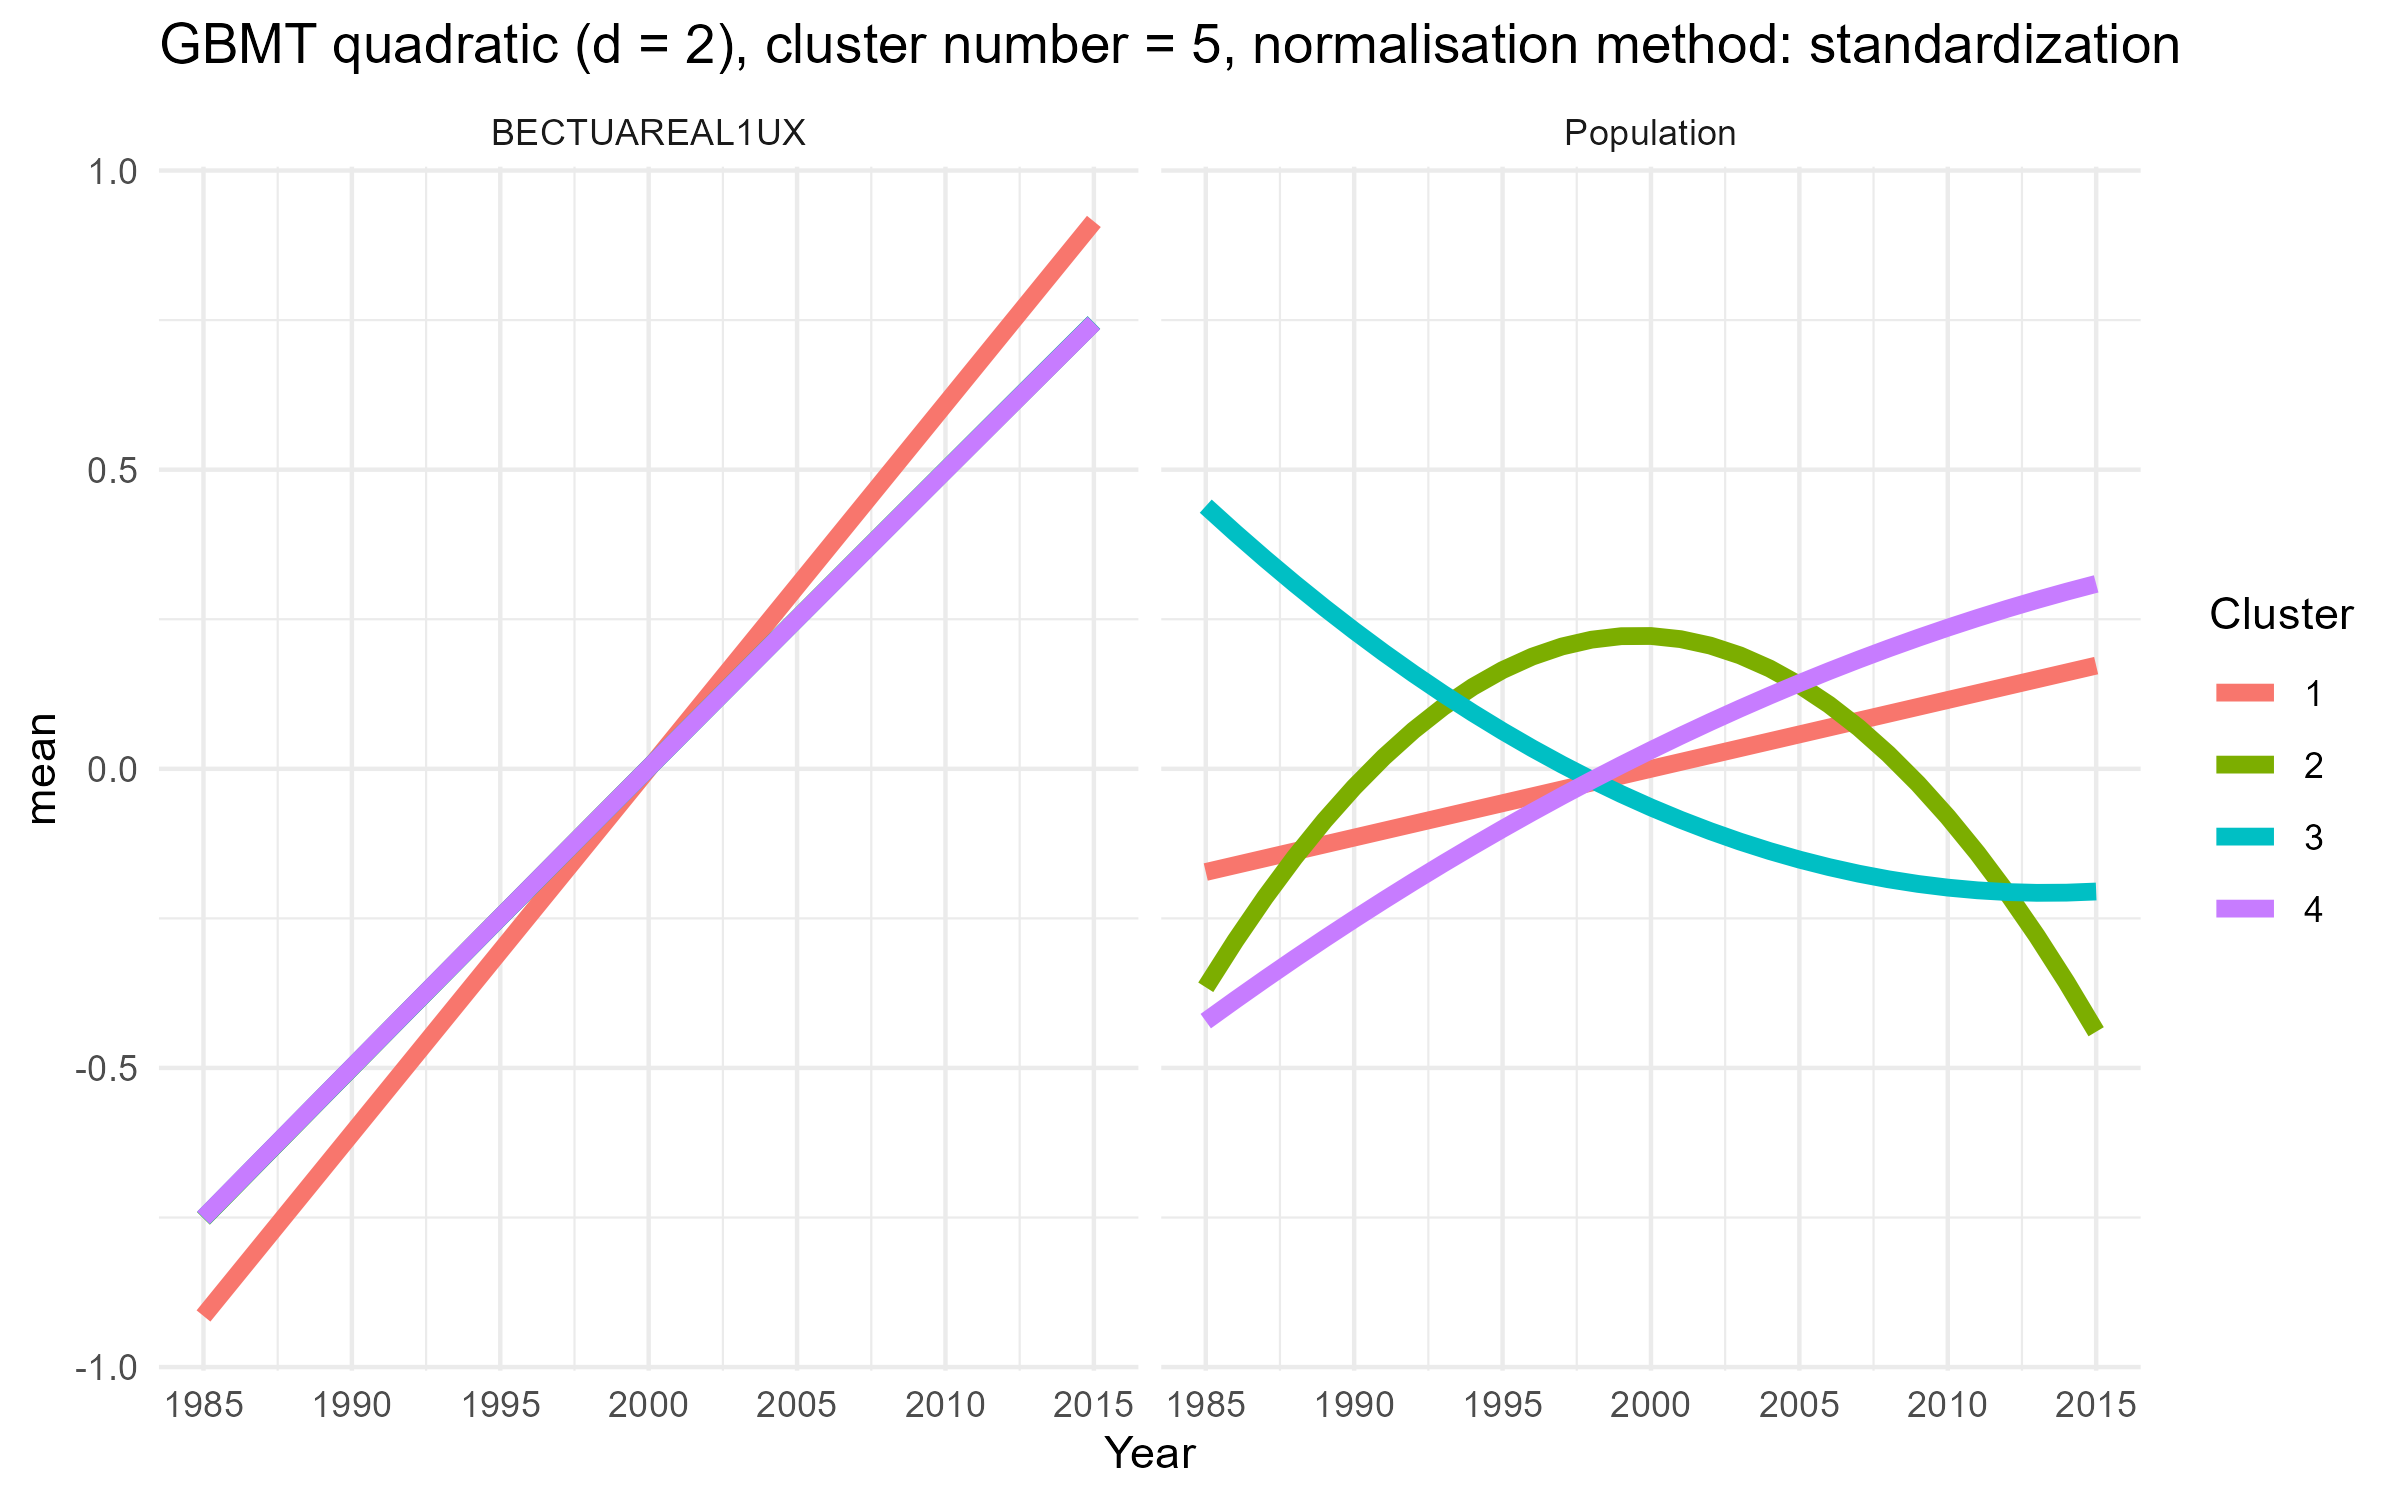 GBMT quadratic (d = 2), cluster number = 5, normalisation method: standardization
BECTUAREAL1UX
Population
1.0
0.5
0.0
-0.5
-1.0
mean
1985 1990 1995 2000 2005 2010 2015
1985 1990 1995 2000 2005 2010 2015
Year
Cluster
1
2
3
4